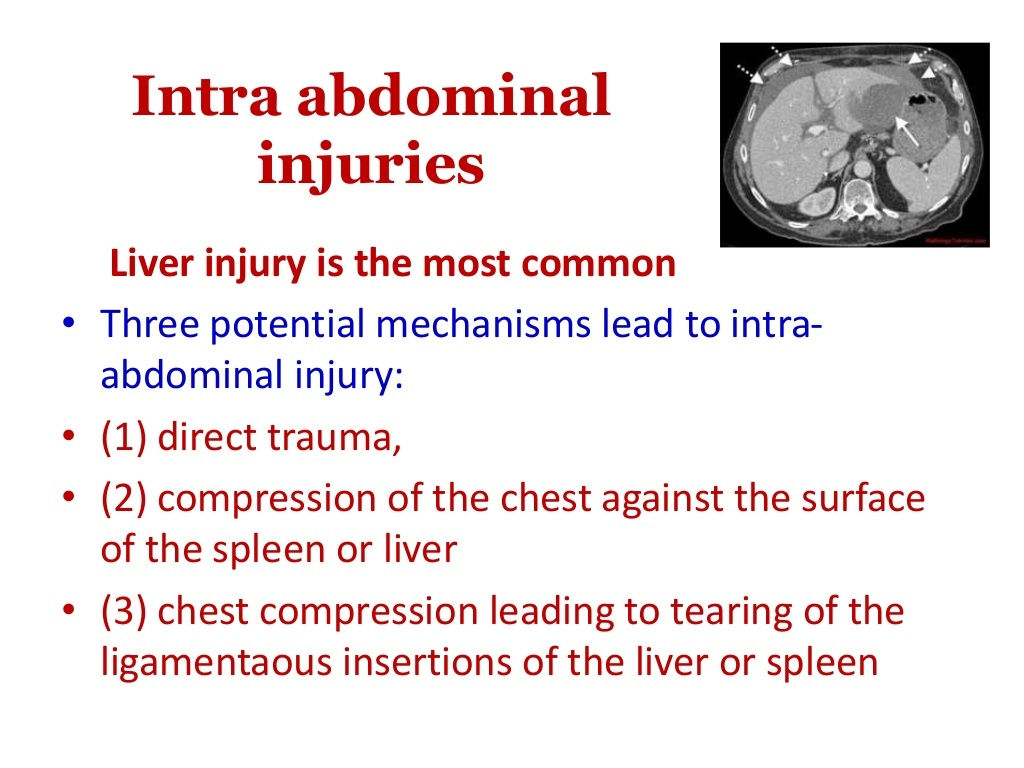 Intra abdominal
injuries
Liver injury is the most common
• Three potential mechanisms lead to intra-
abdominal injury:
• (1) direct trauma,
• (2) compression of the chest against the surface
of the spleen or liver
• (3) chest compression leading to tearing of the
ligamentaous insertions of the liver or spleen